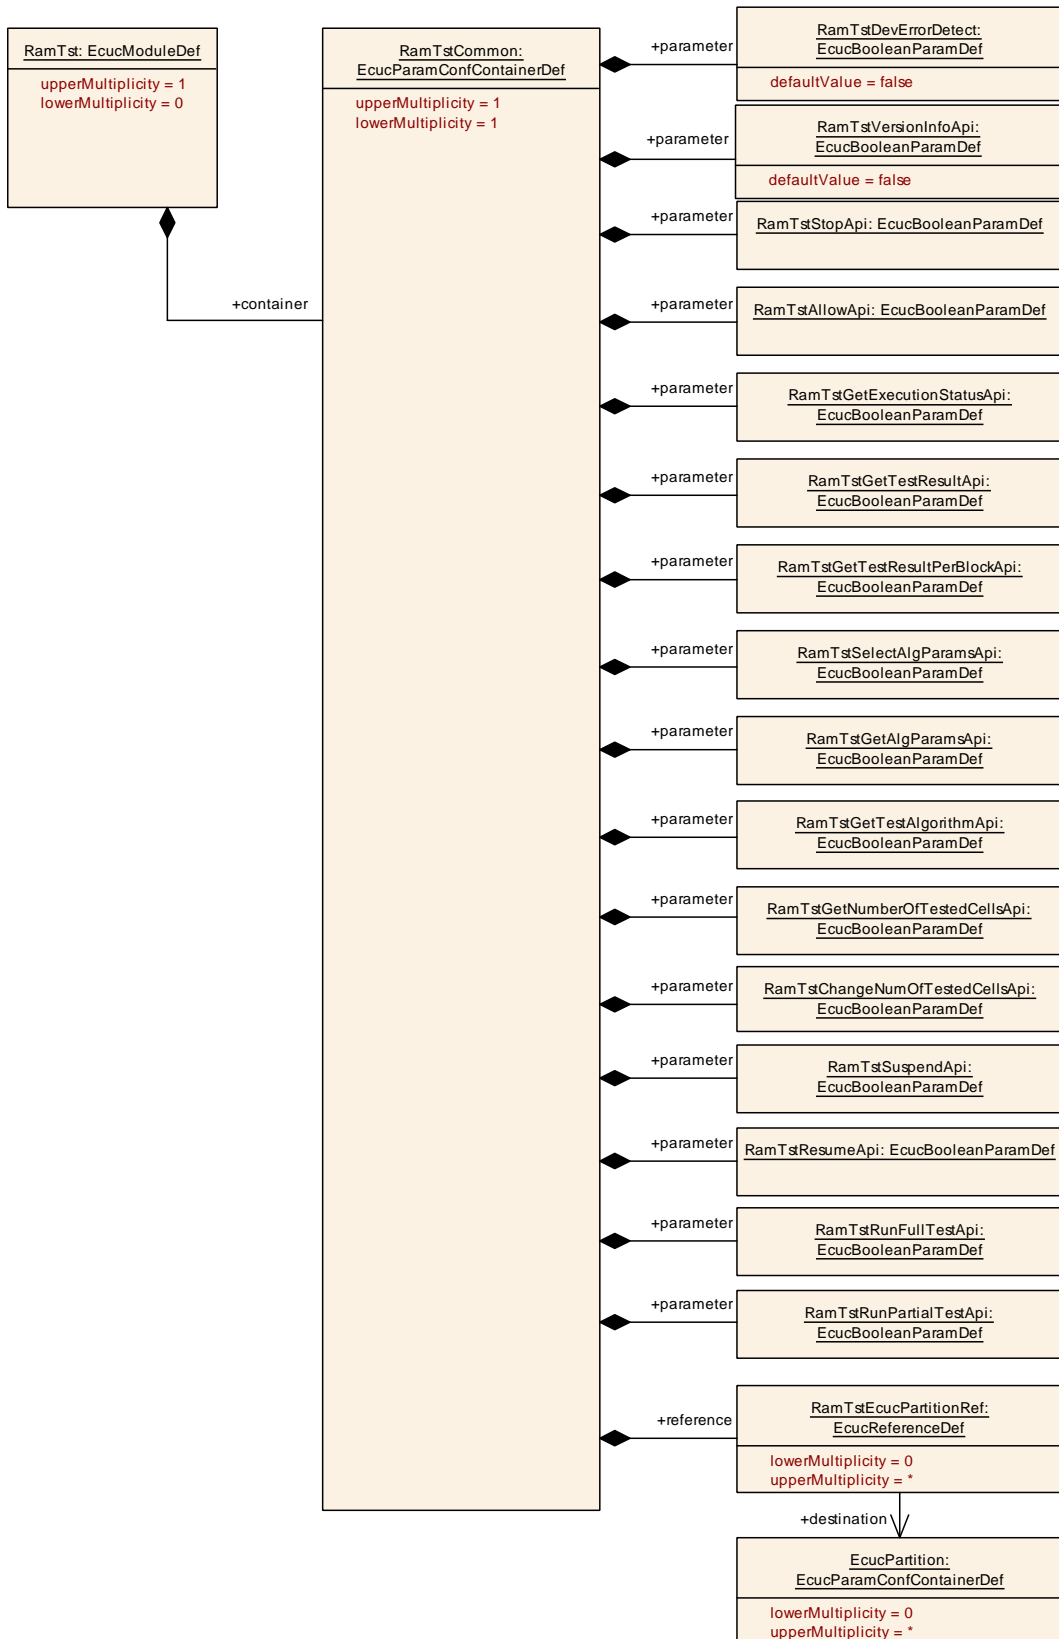 RamTst: EcucModuleDef
upperMultiplicity = 1
lowerMultiplicity = 0
+container
RamTstCommon:
EcucParamConfContainerDef
upperMultiplicity = 1
lowerMultiplicity = 1
+parameter
RamTstDevErrorDetect:
EcucBooleanParamDef
defaultValue = false
+parameter
RamTstVersionInfoApi:
EcucBooleanParamDef
defaultValue = false
+parameter
RamTstStopApi: EcucBooleanParamDef
+parameter
RamTstAllowApi: EcucBooleanParamDef
+parameter
RamTstGetExecutionStatusApi:
EcucBooleanParamDef
+parameter
RamTstGetTestResultApi:
EcucBooleanParamDef
+parameter
RamTstGetTestResultPerBlockApi:
EcucBooleanParamDef
+parameter
RamTstSelectAlgParamsApi:
EcucBooleanParamDef
+parameter
RamTstGetAlgParamsApi:
EcucBooleanParamDef
+parameter
RamTstGetTestAlgorithmApi:
EcucBooleanParamDef
+parameter
RamTstGetNumberOfTestedCellsApi:
EcucBooleanParamDef
+parameter
RamTstChangeNumOfTestedCellsApi:
EcucBooleanParamDef
+parameter
RamTstSuspendApi:
EcucBooleanParamDef
+parameter
RamTstResumeApi: EcucBooleanParamDef
+parameter
RamTstRunFullTestApi:
EcucBooleanParamDef
+parameter
RamTstRunPartialTestApi:
EcucBooleanParamDef
+reference
RamTstEcucPartitionRef:
EcucReferenceDef
lowerMultiplicity = 0
upperMultiplicity = *
+destination
EcucPartition:
EcucParamConfContainerDef
lowerMultiplicity = 0
upperMultiplicity = *